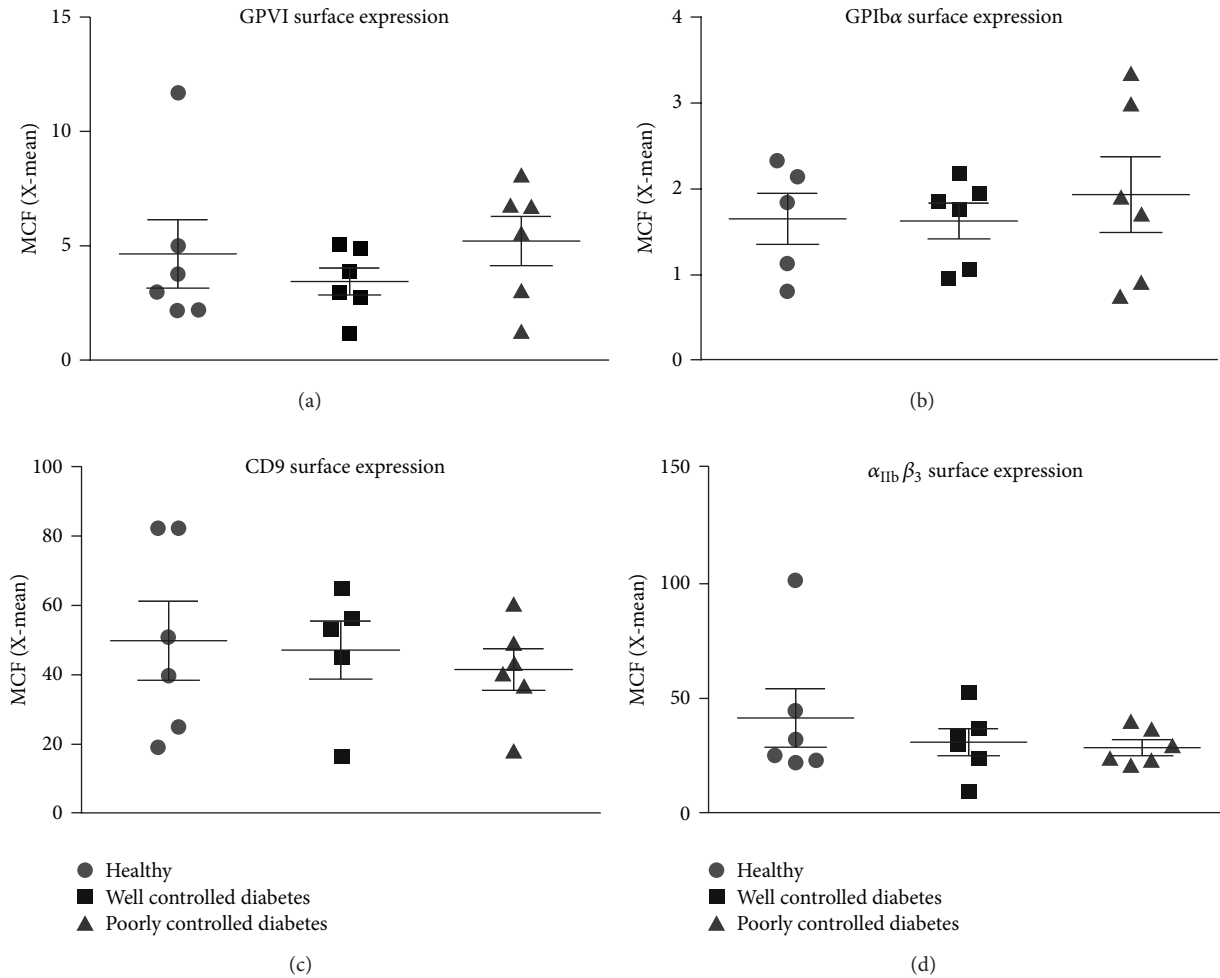 GPVI surface expression
15
10
5
0
MCF (X-mean)
(a)
GPIbα surface expression
4
3
2
1
0
MCF (X-mean)
(b)
CD9 surface expression
100
80
60
40
20
0
MCF (X-mean)
Healthy
Well controlled diabetes
Poorly controlled diabetes
(c)
αIIbβ3 surface expression
150
100
50
0
MCF (X-mean)
Healthy
Well controlled diabetes
Poorly controlled diabetes
(d)